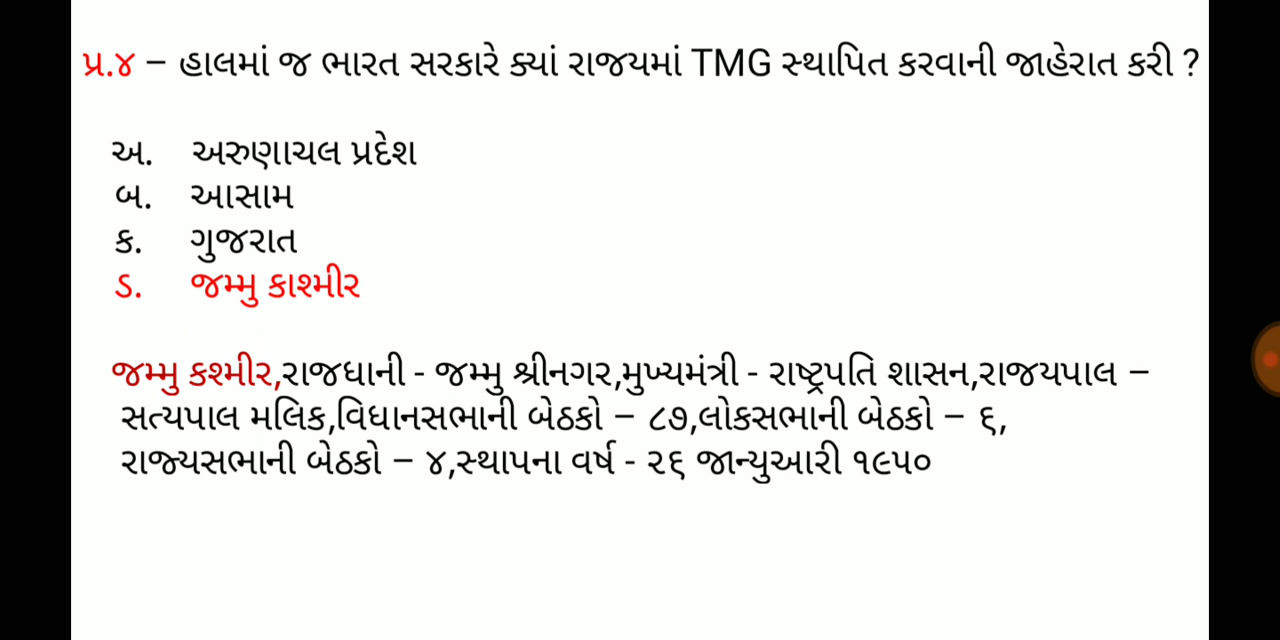 પ્ર.૪ – હાલમાં જ ભારત સરકારે ક્યાં રાજયમાં TMG સ્થાપિત કરવાની જાહેરાત કરી ?
અ. અરુણાચલ પ્રદેશ
બ. આસામ
ક. ગુજરાત
ડ. જમ્મુ કાશ્મીર
જમ્મુ કશ્મીર,રાજધાની - જમ્મુ શ્રીનગર,મુખ્યમંત્રી - રાષ્ટ્રપતિ શાસન,રાજયપાલ –
સત્યપાલ મલિક,વિધાનસભાની બેઠકો – ૮૭,લોકસભાની બેઠકો – ૬,
રાજ્યસભાની બેઠકો – ૪,સ્થાપના વર્ષ - ૨૬ જાન્યુઆરી ૧૯૫૦